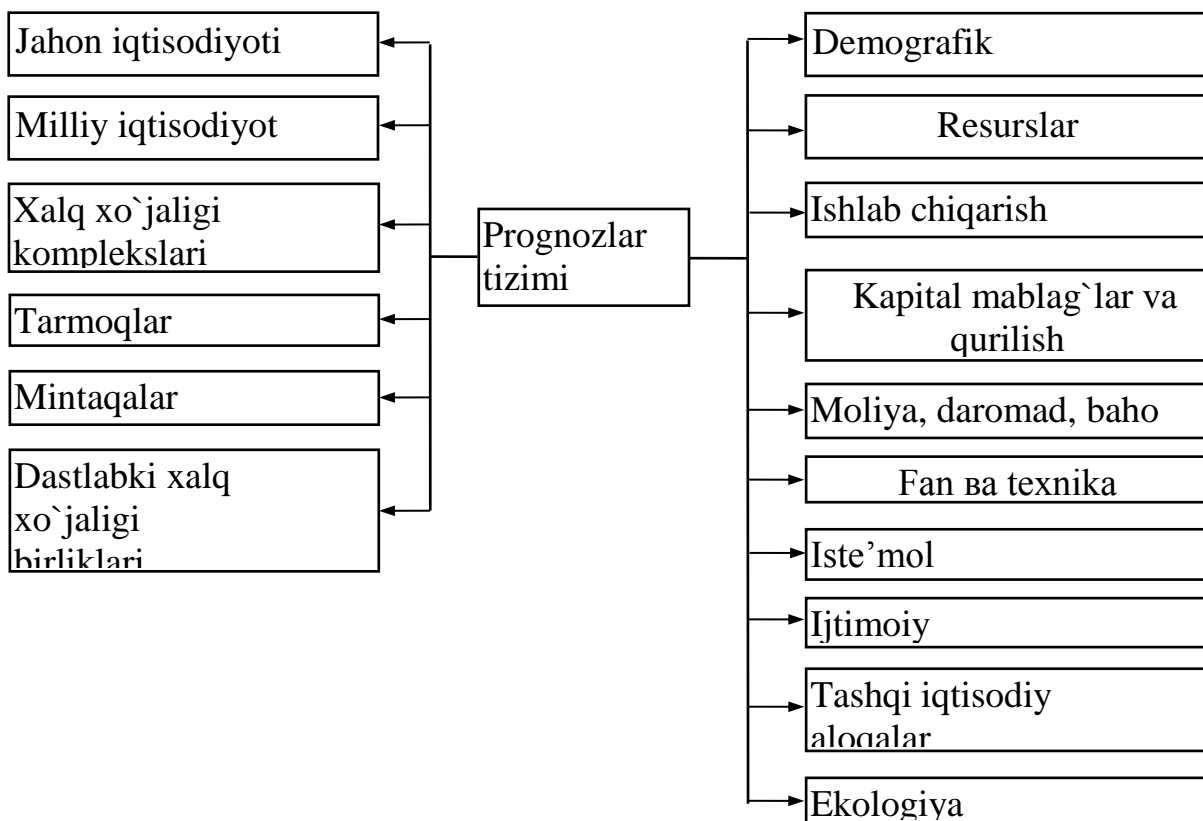 Jahon iqtisodiyoti
Milliy iqtisodiyot
Xalq xo`jaligi
komplekslari
Tarmoqlar
Mintaqalar
Dastlabki xalq
xo`jaligi
birliklari
Prognozlar
tizimi
Demografik
Resurslar
Ishlab chiqarish
Kapital mablag`lar va
qurilish
Moliya, daromad, baho
Fan ва texnika
Iste’mol
Ijtimoiy
Tashqi iqtisodiy
aloqalar
Ekologiya